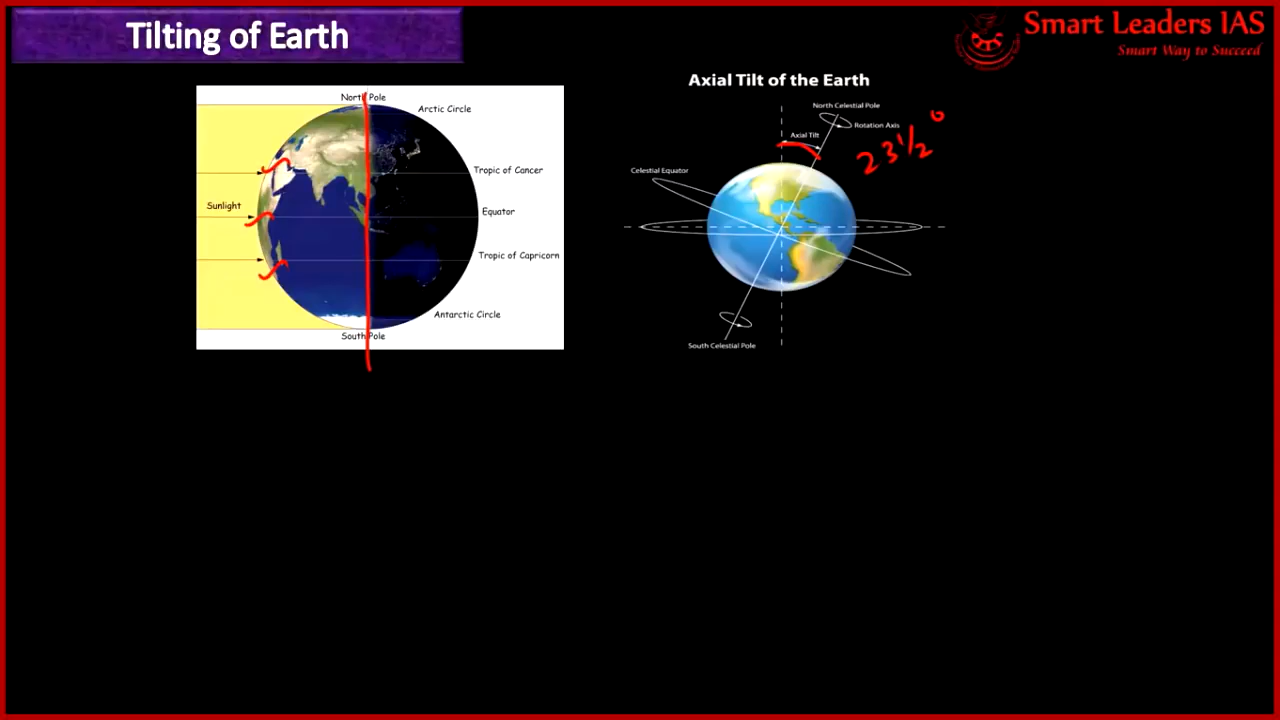 Tilting of Earth
Smart Leaders IAS
Smart Way to Succeed
North Pole
Arctic Circle
Tropic of Cancer
Sunlight
Equator
Tropic of Capricorn
Antarctic Circle
South Pole
Axial Tilt of the Earth
North Celestial Pole
Rotation Axis
Axial Tilt
23 1/2 °
Celestial Equator
South Celestial Pole